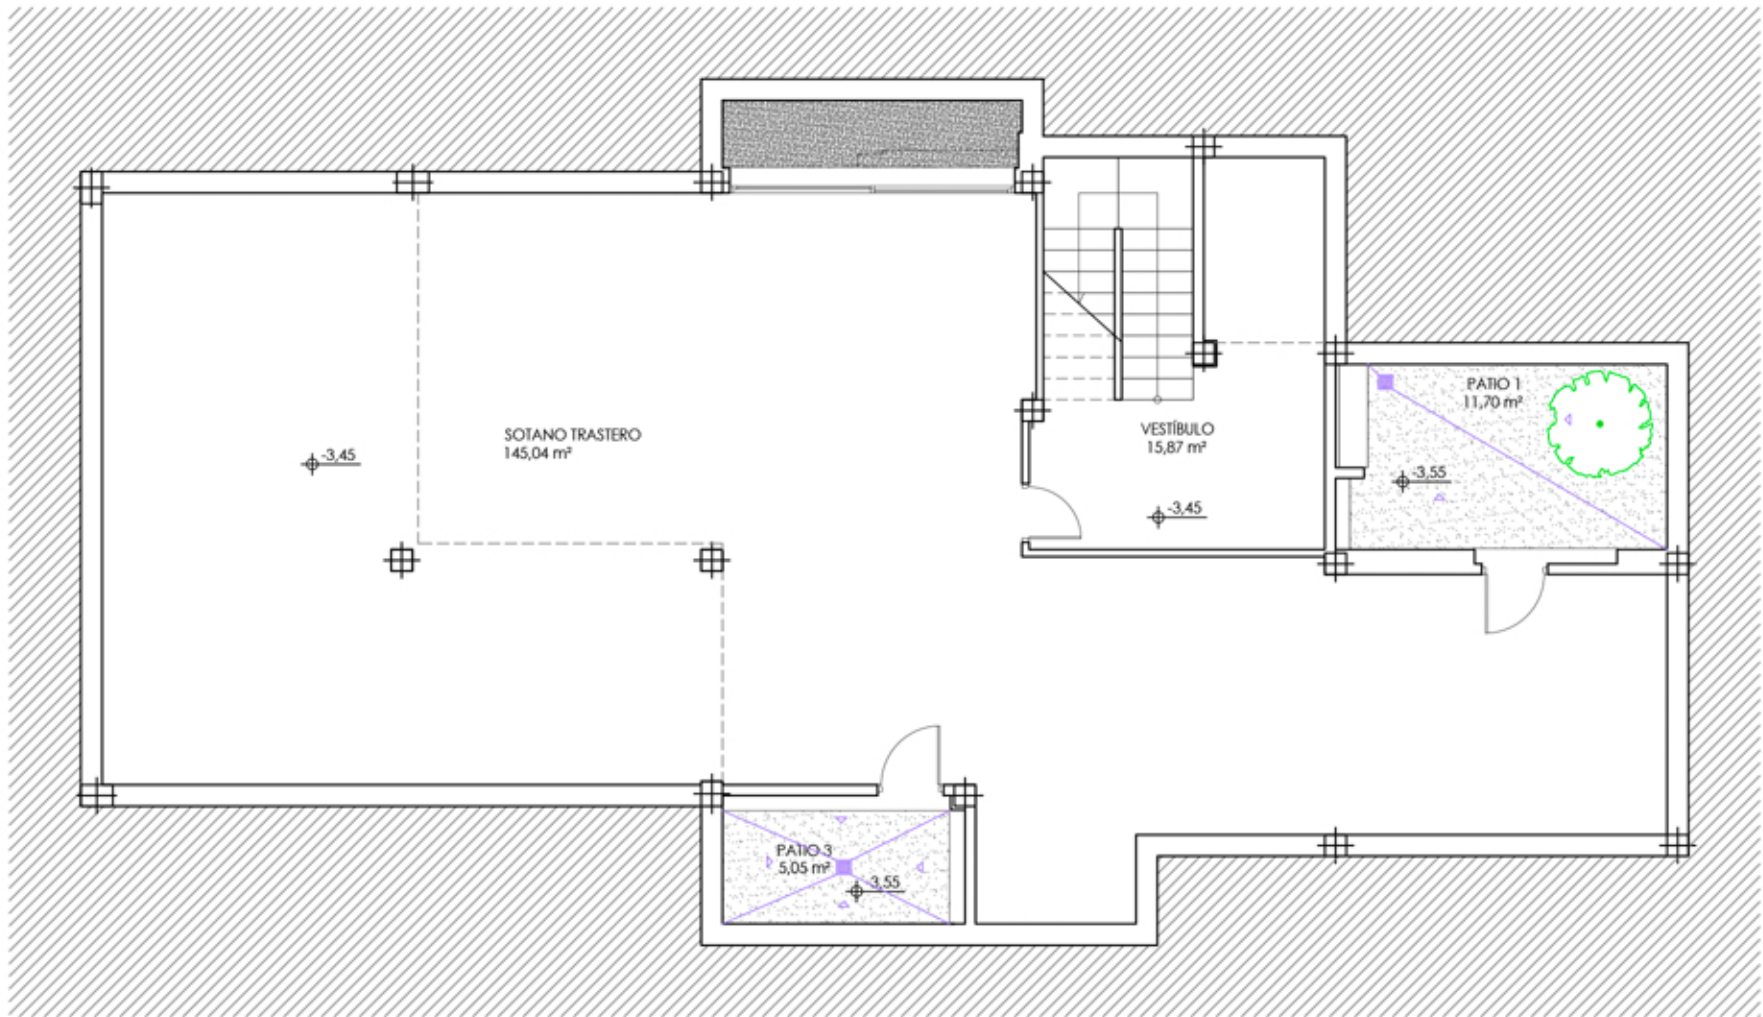 PATIO 1
11,70 m²
SOTANO TRASTERO
145,04 m²
-3,45
VESTÍBULO
15,87 m²
-3,55
-3,45
PATIO 3
5,05 m²
-3,55